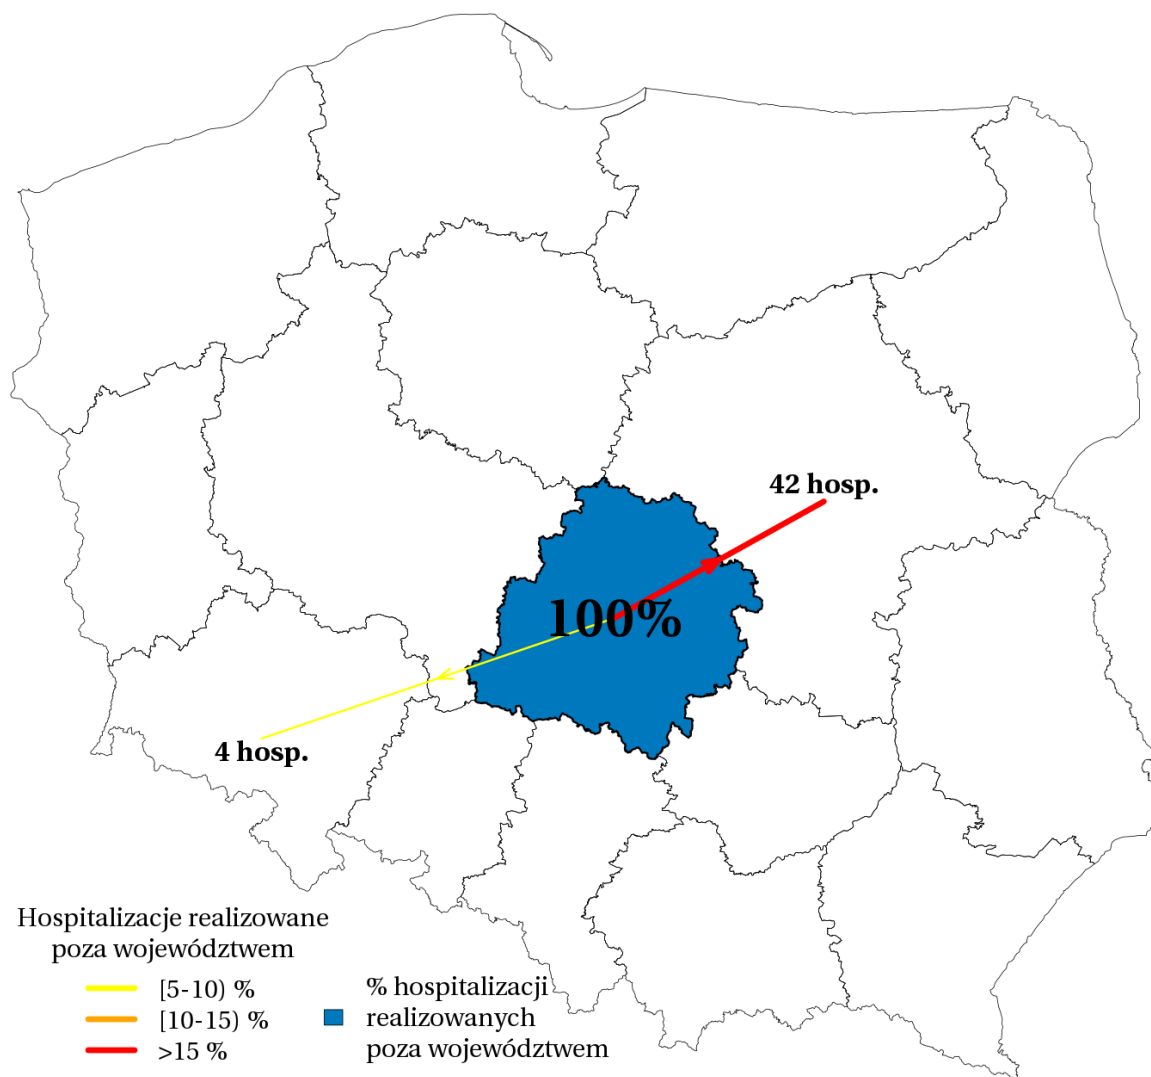 42 hosp.
100%
4 hosp.
Hospitalizacje realizowane
poza województwem
[5-10) %
[10-15) %
>15 %
% hospitalizacji
realizowanych
poza województwem